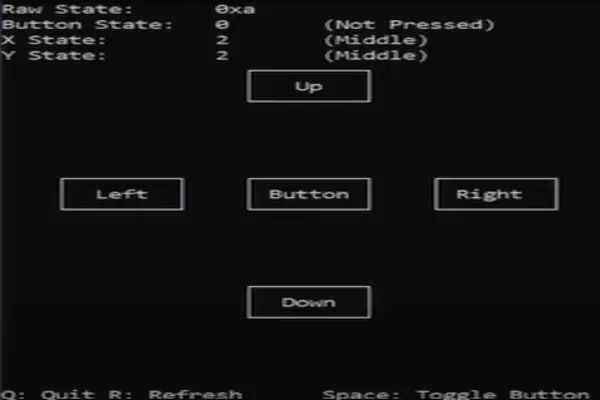 Raw State: 0xa
Button State: 0 (Not Pressed)
X State: 2 (Middle)
Y State: 2 (Middle)
Up
Left Button Right
Down
Q: Quit R: Refresh Space: Toggle Button